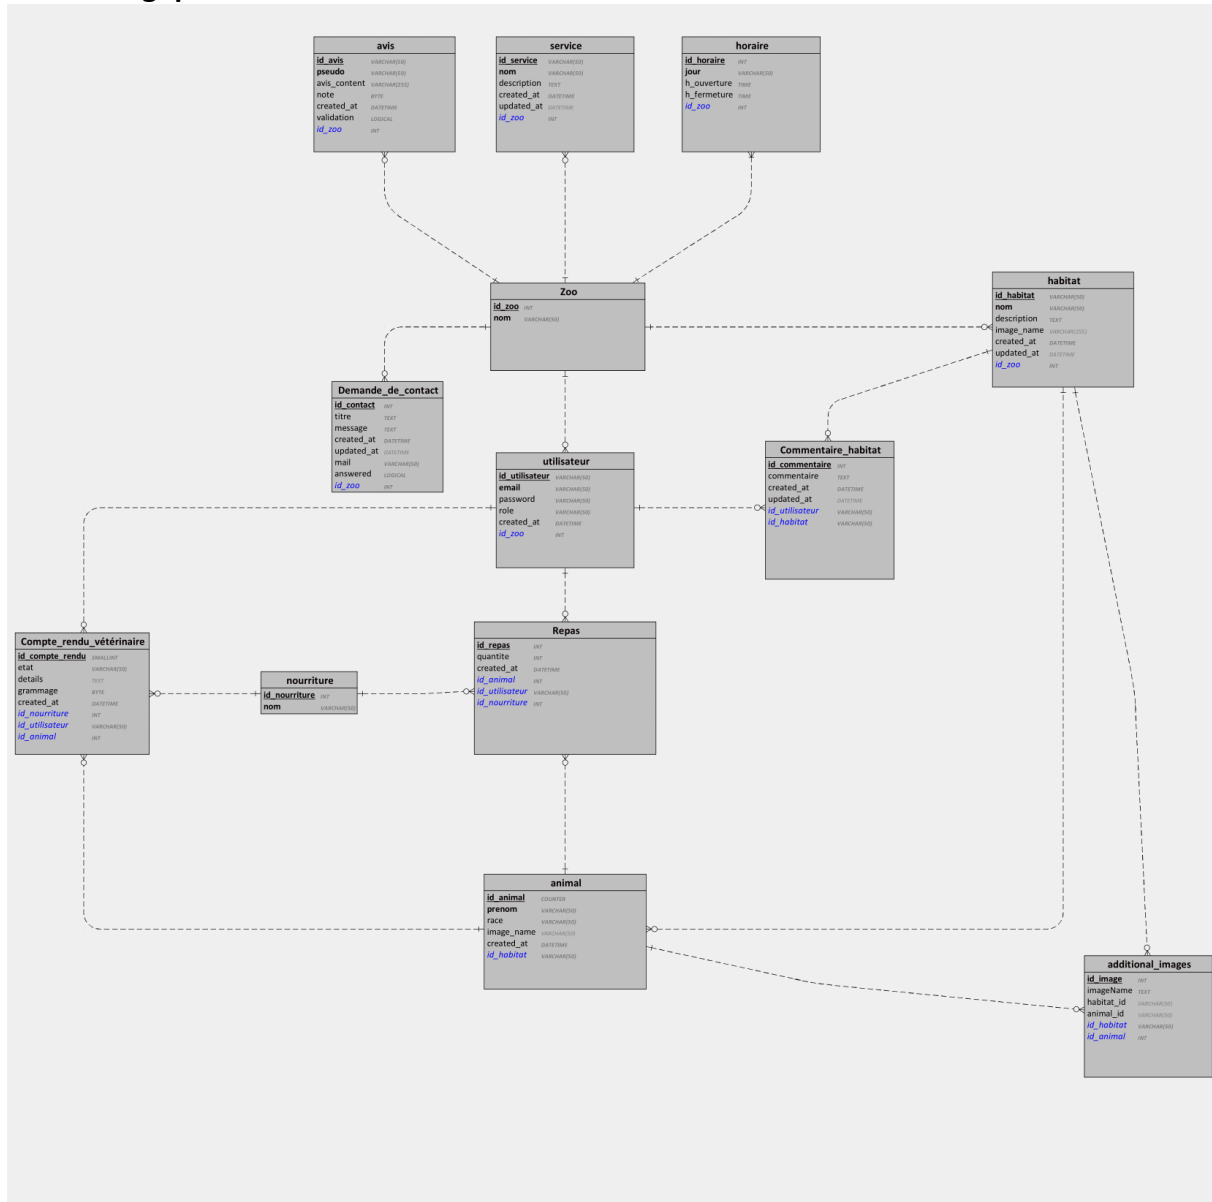 avis
id_avis VARCHAR(50)
pseudo VARCHAR(50)
avis_content VARCHAR(255)
note BYTE
created_at DATETIME
validation LOGICAL
id_zoo INT
service
id_service VARCHAR(50)
nom VARCHAR(50)
description TEXT
created_at DATETIME
updated_at DATETIME
id_zoo INT
horaire
id_horaire INT
jour VARCHAR(50)
h_ouverture TIME
h_fermeture TIME
id_zoo INT
Zoo
id_zoo INT
nom VARCHAR(50)
habitat
id_habitat VARCHAR(50)
nom VARCHAR(50)
description TEXT
image_name VARCHAR(255)
created_at DATETIME
updated_at DATETIME
id_zoo INT
Demande_de_contact
id_contact INT
titre TEXT
message TEXT
created_at DATETIME
updated_at DATETIME
mail VARCHAR(50)
answered LOGICAL
id_zoo INT
utilisateur
id_utilisateur VARCHAR(50)
email VARCHAR(50)
password VARCHAR(50)
role VARCHAR(50)
created_at DATETIME
id_zoo INT
Commentaire_habitat
id_commentaire INT
commentaire TEXT
created_at DATETIME
updated_at DATETIME
id_utilisateur VARCHAR(50)
id_habitat VARCHAR(50)
Compte_rendu_vétérinaire
id_compte_rendu SMALLINT
etat VARCHAR(50)
details TEXT
grammage BYTE
created_at DATETIME
id_nourriture INT
id_utilisateur VARCHAR(50)
id_animal INT
nourriture
id_nourriture INT
nom VARCHAR(50)
Repas
id_repas INT
quantite INT
created_at DATETIME
id_animal INT
id_utilisateur VARCHAR(50)
id_nourriture INT
animal
id_animal COUNTER
prenom VARCHAR(50)
race VARCHAR(50)
image_name VARCHAR(50)
created_at DATETIME
id_habitat VARCHAR(50)
additional_images
id_image INT
imageName TEXT
habitat_id VARCHAR(50)
animal_id VARCHAR(50)
id_habitat VARCHAR(50)
id_animal INT